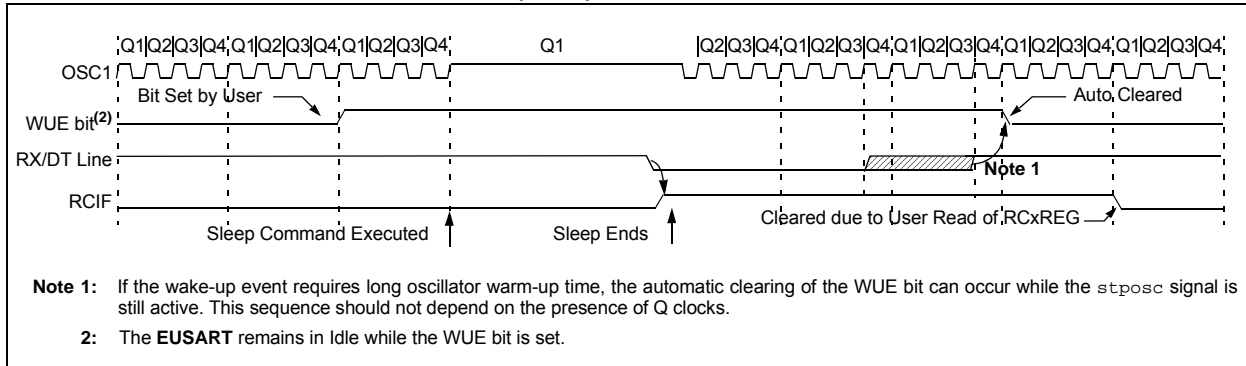 Q1|Q2|Q3|Q4 Q1|Q2|Q3|Q4 Q1|Q2|Q3|Q4 Q1 |Q2|Q3|Q4 Q1|Q2|Q3|Q4 Q1|Q2|Q3|Q4 Q1|Q2|Q3|Q4 Q1|Q2|Q3|Q4
OSC1
Bit Set by User Auto Cleared
WUE bit(2)
RX/DT Line
Note 1
RCIF
Cleared due to User Read of RCxREG
Sleep Command Executed Sleep Ends
Note 1: If the wake-up event requires long oscillator warm-up time, the automatic clearing of the WUE bit can occur while the stposc signal is
still active. This sequence should not depend on the presence of Q clocks.
2: The EUSART remains in Idle while the WUE bit is set.